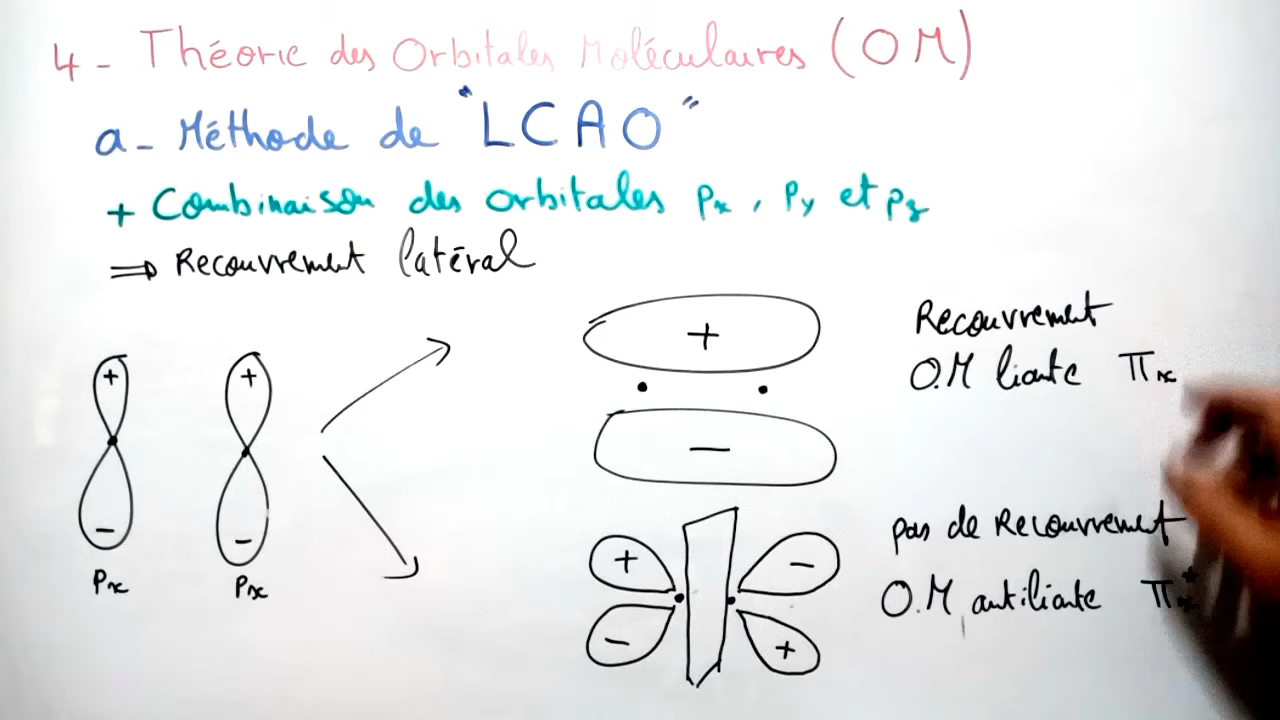 4 - Théorie des Orbitales Moléculaires (OM)
a - Méthode de "LCAO"
+ Combinaison des orbitales px, py et pz
⇒ Recouvrement latéral
+ +
- -
px px
+
-
Recouvrement
O.M liante πx
+ -
- +
pas de Recouvrement
O.M antiliante πx*